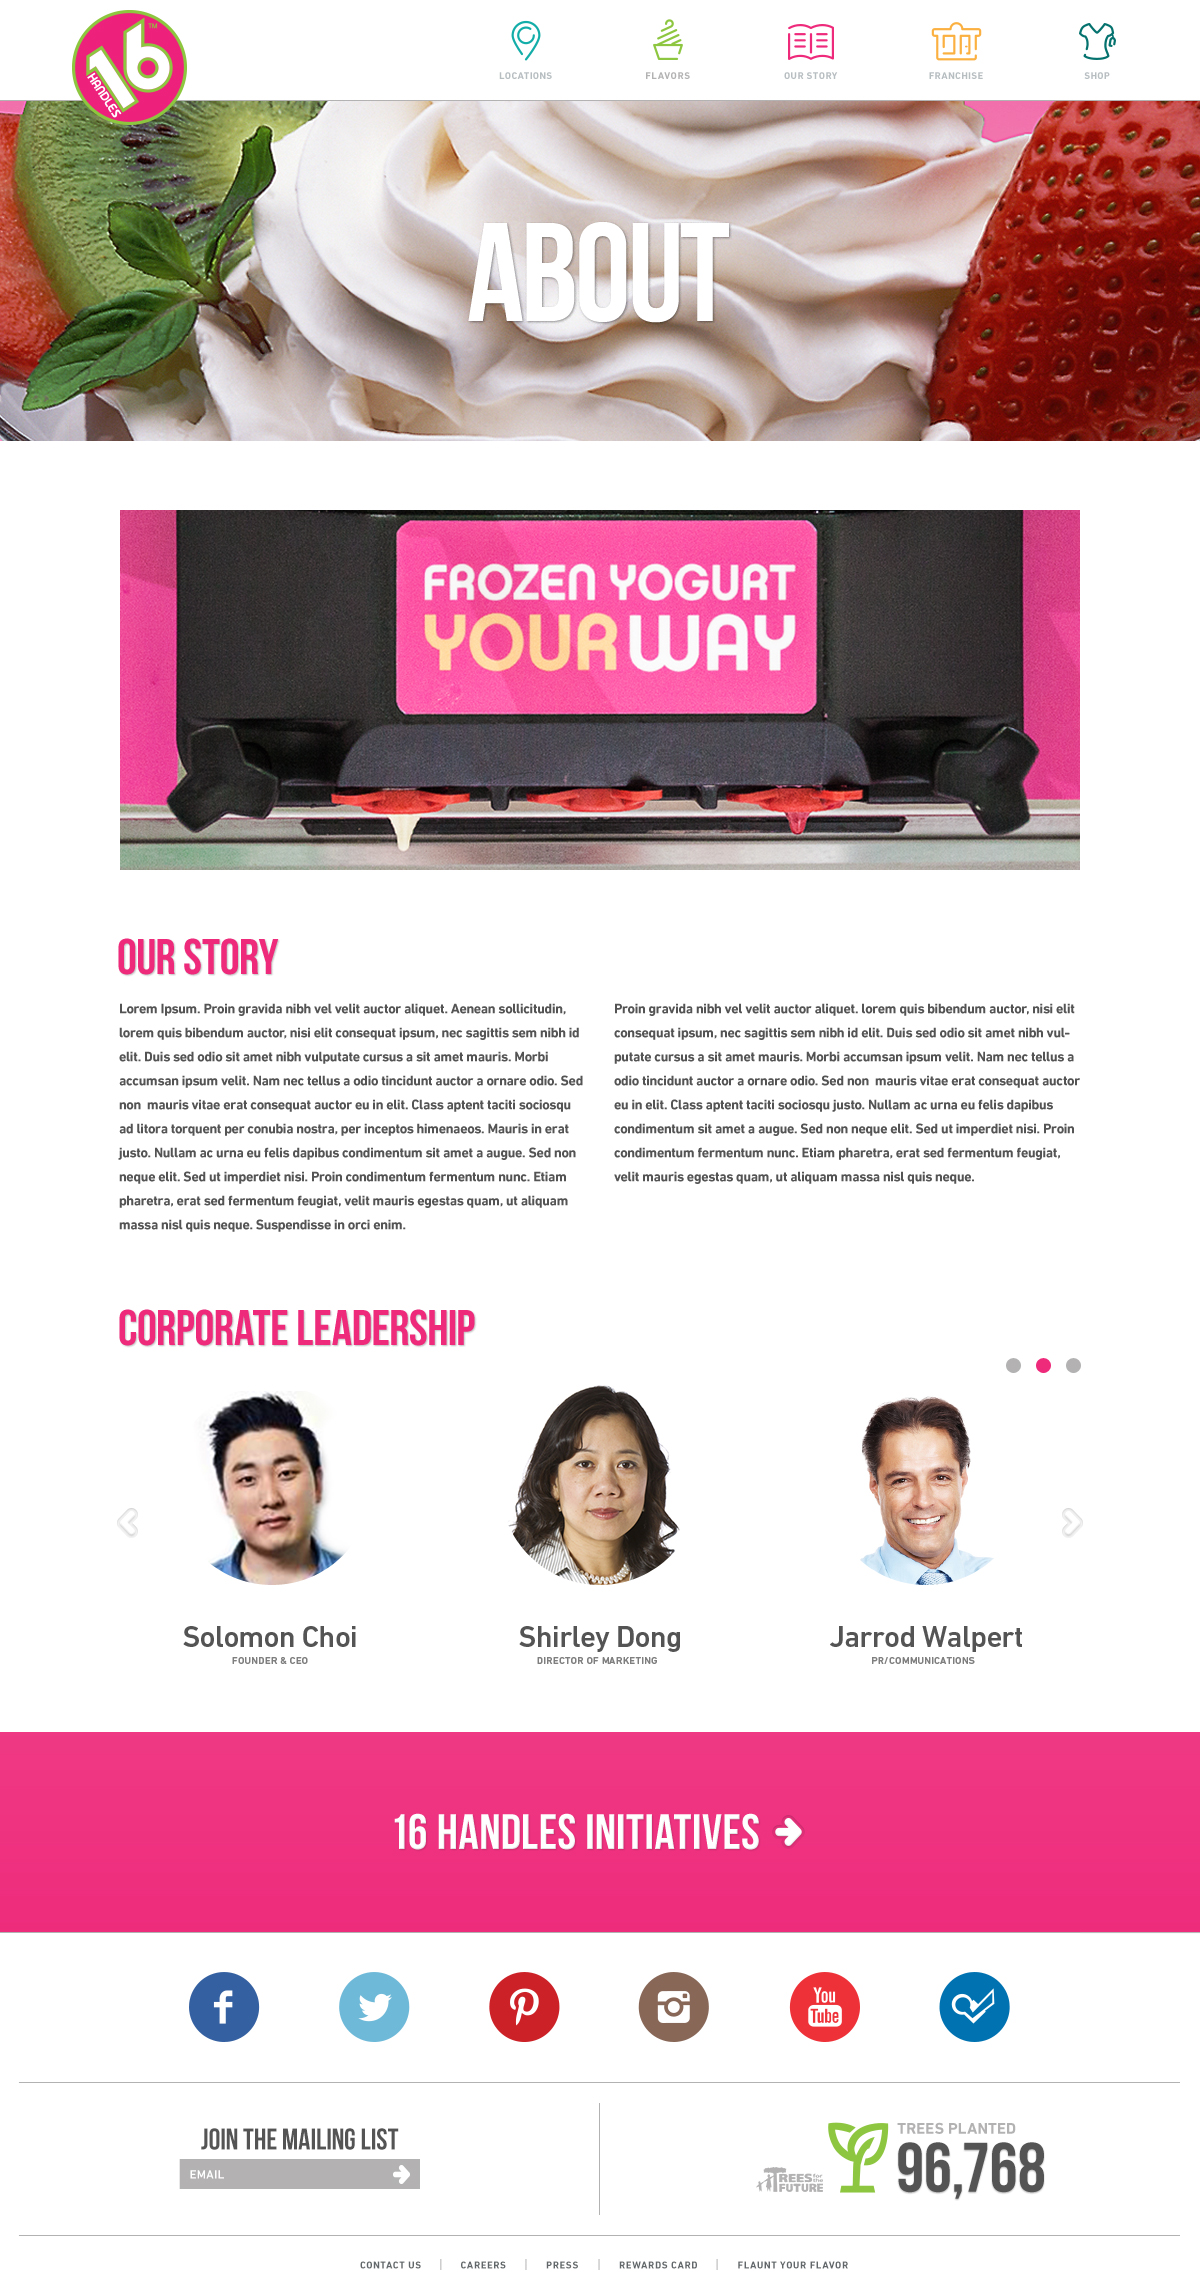 16
HANDLES
TM
LOCATIONS
FLAVORS
OUR STORY
FRANCHISE
SHOP
ABOUT
FROZEN YOGURT
YOUR WAY
OUR STORY
Lorem Ipsum. Proin gravida nibh vel velit auctor aliquet. Aenean sollicitudin,
lorem quis bibendum auctor, nisi elit consequat ipsum, nec sagittis sem nibh id
elit. Duis sed odio sit amet nibh vulputate cursus a sit amet mauris. Morbi
accumsan ipsum velit. Nam nec tellus a odio tincidunt auctor a ornare odio. Sed
non  mauris vitae erat consequat auctor eu in elit. Class aptent taciti sociosqu
ad litora torquent per conubia nostra, per inceptos himenaeos. Mauris in erat
justo. Nullam ac urna eu felis dapibus condimentum sit amet a augue. Sed non
neque elit. Sed ut imperdiet nisi. Proin condimentum fermentum nunc. Etiam
pharetra, erat sed fermentum feugiat, velit mauris egestas quam, ut aliquam
massa nisl quis neque. Suspendisse in orci enim.
Proin gravida nibh vel velit auctor aliquet. lorem quis bibendum auctor, nisi elit
consequat ipsum, nec sagittis sem nibh id elit. Duis sed odio sit amet nibh vul-
putate cursus a sit amet mauris. Morbi accumsan ipsum velit. Nam nec tellus a
odio tincidunt auctor a ornare odio. Sed non  mauris vitae erat consequat auctor
eu in elit. Class aptent taciti sociosqu justo. Nullam ac urna eu felis dapibus
condimentum sit amet a augue. Sed non neque elit. Sed ut imperdiet nisi. Proin
condimentum fermentum nunc. Etiam pharetra, erat sed fermentum feugiat,
velit mauris egestas quam, ut aliquam massa nisl quis neque.
CORPORATE LEADERSHIP
Solomon Choi
FOUNDER & CEO
Shirley Dong
DIRECTOR OF MARKETING
Jarrod Walpert
PR/COMMUNICATIONS
16 HANDLES INITIATIVES
You
Tube
JOIN THE MAILING LIST
EMAIL
TREES for the
FUTURE
TREES PLANTED
96,768
CONTACT US
CAREERS
PRESS
REWARDS CARD
FLAUNT YOUR FLAVOR